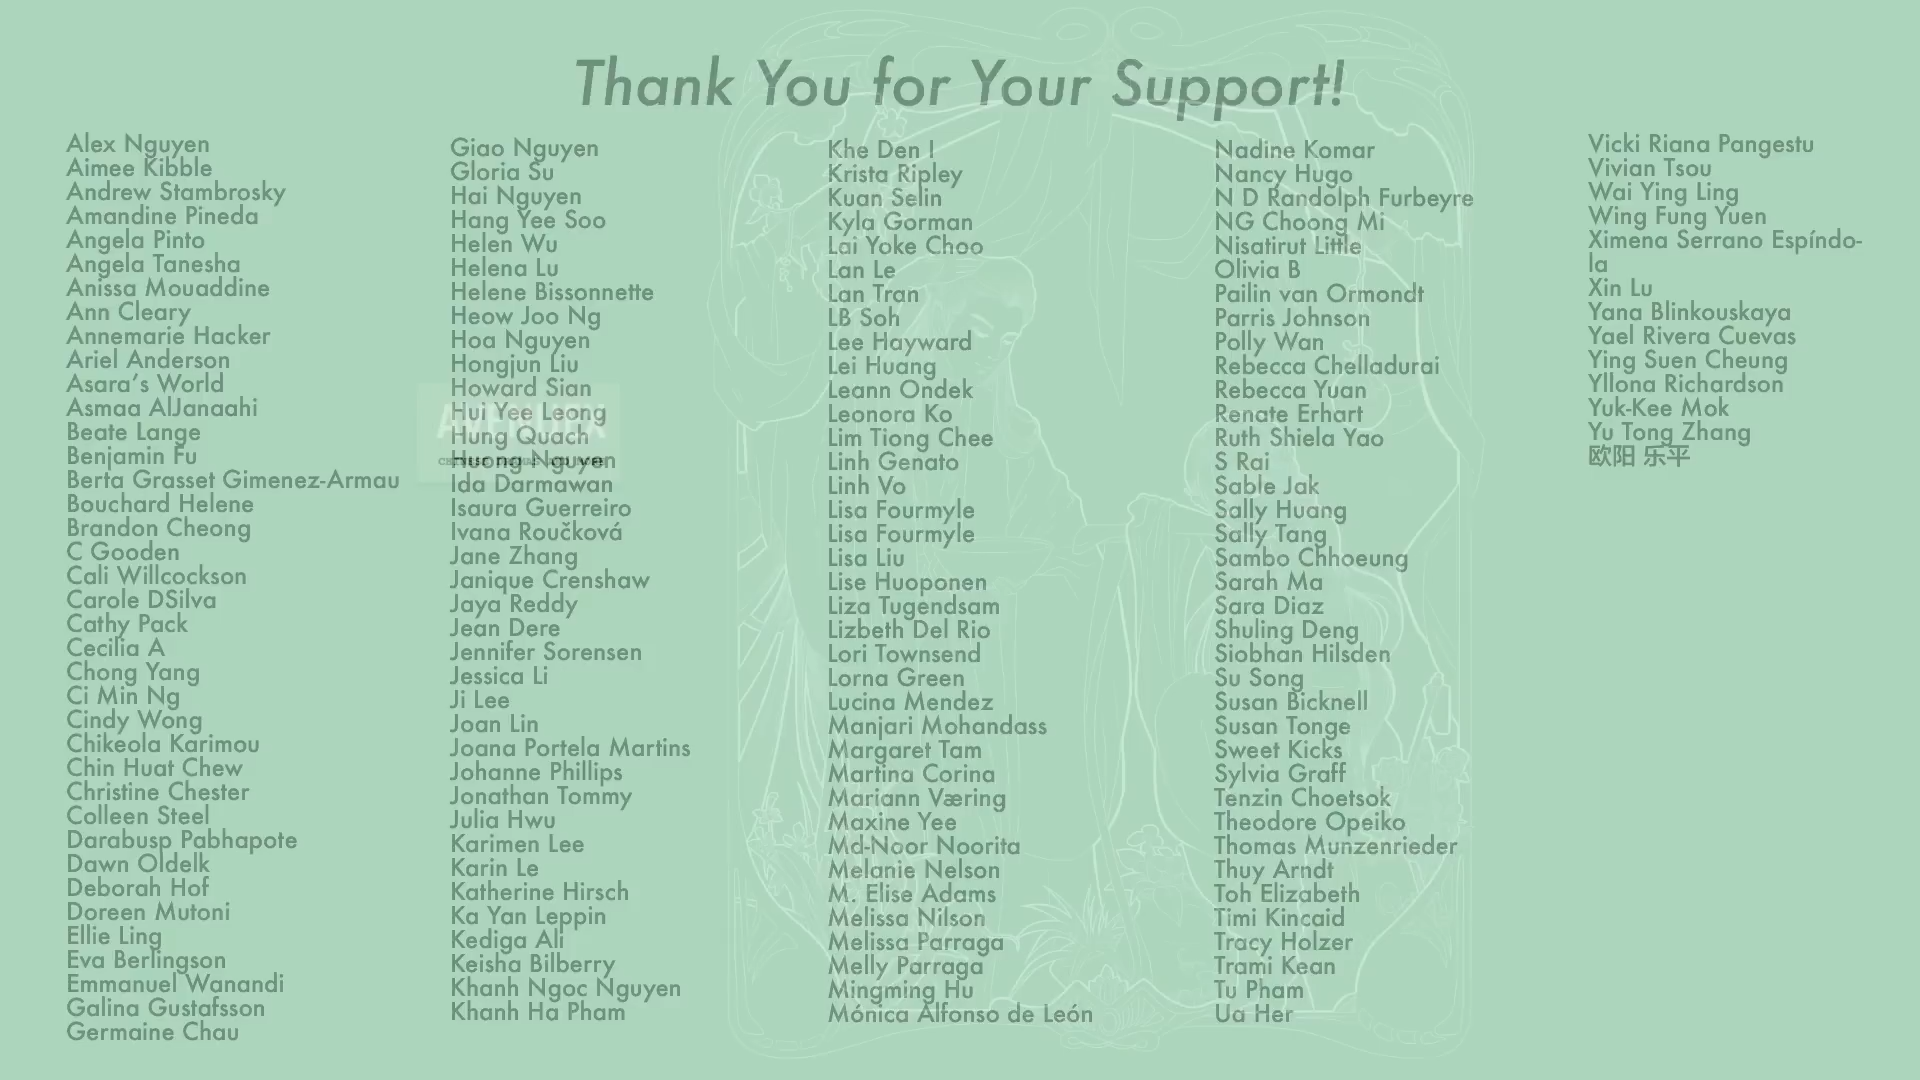 Thank You for Your Support!
Alex Nguyen
Aimee Kibble
Andrew Stambrosky
Amandine Pineda
Angela Pinto
Angela Tanesha
Anissa Mouaddine
Ann Cleary
Annemarie Hacker
Ariel Anderson
Asara’s World
Asmaa AlJanaahi
Beate Lange
Benjamin Fu
Berta Grasset Gimenez-Armau
Bouchard Helene
Brandon Cheong
C Gooden
Cali Willcockson
Carole DSilva
Cathy Pack
Cecilia A
Chong Yang
Ci Min Ng
Cindy Wong
Chikeola Karimou
Chin Huat Chew
Christine Chester
Colleen Steel
Darabusp Pabhapote
Dawn Oldelk
Deborah Hof
Doreen Mutoni
Ellie Ling
Eva Berlingson
Emmanuel Wanandi
Galina Gustafsson
Germaine Chau
Giao Nguyen
Gloria Su
Hai Nguyen
Hang Yee Soo
Helen Wu
Helena Lu
Helene Bissonnette
Heow Joo Ng
Hoa Nguyen
Hongjun Liu
Howard Sian
Hui Yee Leong
Hung Quach
Huong Nguyen
Ida Darmawan
Isaura Guerreiro
Ivana Roučková
Jane Zhang
Janique Crenshaw
Jaya Reddy
Jean Dere
Jennifer Sorensen
Jessica Li
Ji Lee
Joan Lin
Joana Portela Martins
Johanne Phillips
Jonathan Tommy
Julia Hwu
Karimen Lee
Karin Le
Katherine Hirsch
Ka Yan Leppin
Kediga Ali
Keisha Bilberry
Khanh Ngoc Nguyen
Khanh Ha Pham
Khe Den I
Krista Ripley
Kuan Selin
Kyla Gorman
Lai Yoke Choo
Lan Le
Lan Tran
LB Soh
Lee Hayward
Lei Huang
Leann Ondek
Leonora Ko
Lim Tiong Chee
Linh Genato
Linh Vo
Lisa Fourmyle
Lisa Fourmyle
Lisa Liu
Lise Huoponen
Liza Tugendsam
Lizbeth Del Rio
Lori Townsend
Lorna Green
Lucina Mendez
Manjari Mohandass
Margaret Tam
Martina Corina
Mariann Væring
Maxine Yee
Md-Noor Noorita
Melanie Nelson
M. Elise Adams
Melissa Nilson
Melissa Parraga
Melly Parraga
Mingming Hu
Mónica Alfonso de León
Nadine Komar
Nancy Hugo
N D Randolph Furbeyre
NG Choong Mi
Nisatirut Little
Olivia B
Pailin van Ormondt
Parris Johnson
Polly Wan
Rebecca Chelladurai
Rebecca Yuan
Renate Erhart
Ruth Shiela Yao
S Rai
Sable Jak
Sally Huang
Sally Tang
Sambo Chhoeung
Sarah Ma
Sara Diaz
Shuling Deng
Siobhan Hilsden
Su Song
Susan Bicknell
Susan Tonge
Sweet Kicks
Sylvia Graff
Tenzin Choetsok
Theodore Opeiko
Thomas Munzenrieder
Thuy Arndt
Toh Elizabeth
Timi Kincaid
Tracy Holzer
Trami Kean
Tu Pham
Ua Her
Vicki Riana Pangestu
Vivian Tsou
Wai Ying Ling
Wing Fung Yuen
Ximena Serrano Espíndo-
la
Xin Lu
Yana Blinkouskaya
Yael Rivera Cuevas
Ying Suen Cheung
Yllona Richardson
Yuk-Kee Mok
Yu Tong Zhang
欧阳 乐平